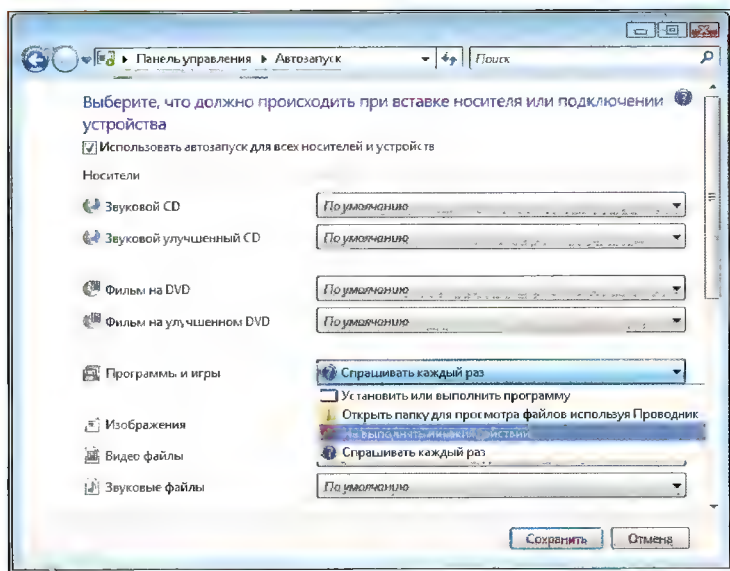 Панель управления ▸ Автозапуск
Поиск
Выберите, что должно происходить при вставке носителя или подключении
устройства
Использовать автозапуск для всех носителей и устройств
Носители
Звуковой CD По умолчанию
Звуковой улучшенный CD По умолчанию
Фильм на DVD По умолчанию
Фильм на улучшенном DVD По умолчанию
Программы и игры Спрашивать каждый раз
Установить или выполнить программу
Открыть папку для просмотра файлов используя Проводник
Изображения Не выполнять никаких действий
Видео файлы Спрашивать каждый раз
Звуковые файлы По умолчанию
Сохранить Отмена